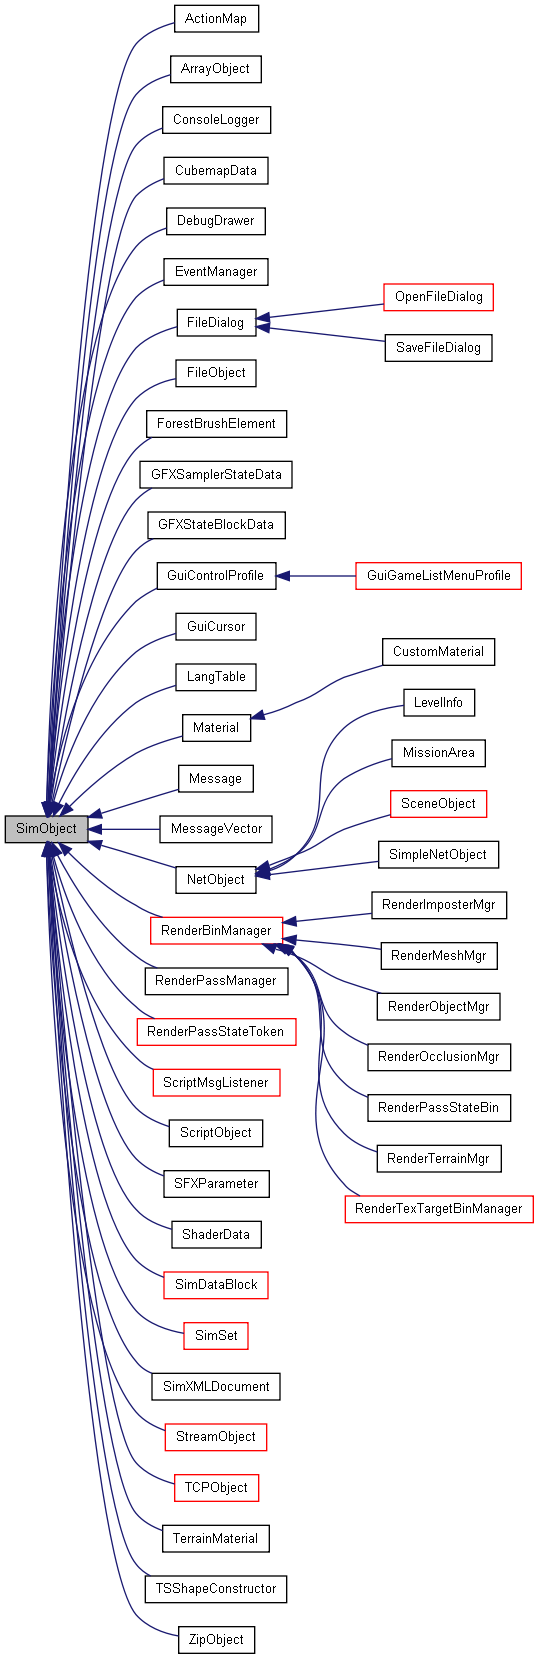 ActionMap
ArrayObject
ConsoleLogger
CubemapData
DebugDrawer
EventManager
OpenFileDialog
FileDialog
SaveFileDialog
FileObject
ForestBrushElement
GFXSamplerStateData
GFXStateBlockData
GuiControlProfile
GuiGameListMenuProfile
GuiCursor
CustomMaterial
LangTable
LevelInfo
Material
MissionArea
Message
SceneObject
SimObject
MessageVector
SimpleNetObject
NetObject
RenderImposterMgr
RenderBinManager
RenderMeshMgr
RenderPassManager
RenderObjectMgr
RenderPassStateToken
RenderOcclusionMgr
ScriptMsgListener
RenderPassStateBin
ScriptObject
RenderTerrainMgr
SFXParameter
RenderTexTargetBinManager
ShaderData
SimDataBlock
SimSet
SimXMLDocument
StreamObject
TCPObject
TerrainMaterial
TSShapeConstructor
ZipObject